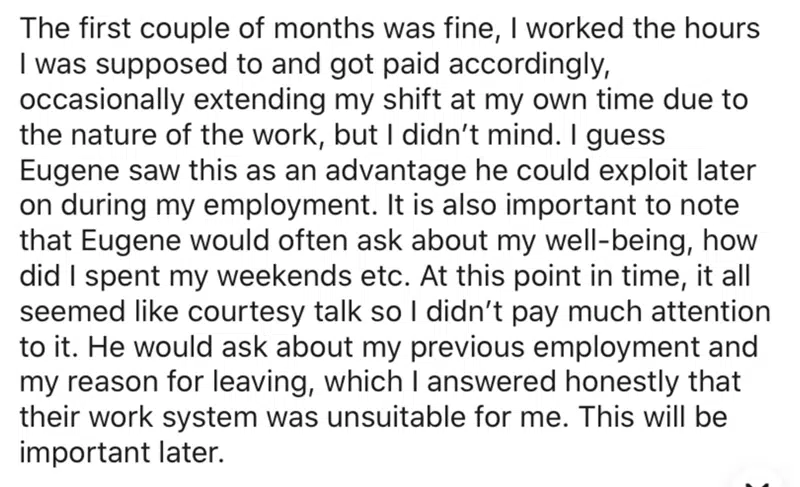 The first couple of months was fine, I worked the hours
I was supposed to and got paid accordingly,
occasionally extending my shift at my own time due to
the nature of the work, but I didn’t mind. I guess
Eugene saw this as an advantage he could exploit later
on during my employment. It is also important to note
that Eugene would often ask about my well-being, how
did I spent my weekends etc. At this point in time, it all
seemed like courtesy talk so I didn’t pay much attention
to it. He would ask about my previous employment and
my reason for leaving, which I answered honestly that
their work system was unsuitable for me. This will be
important later.